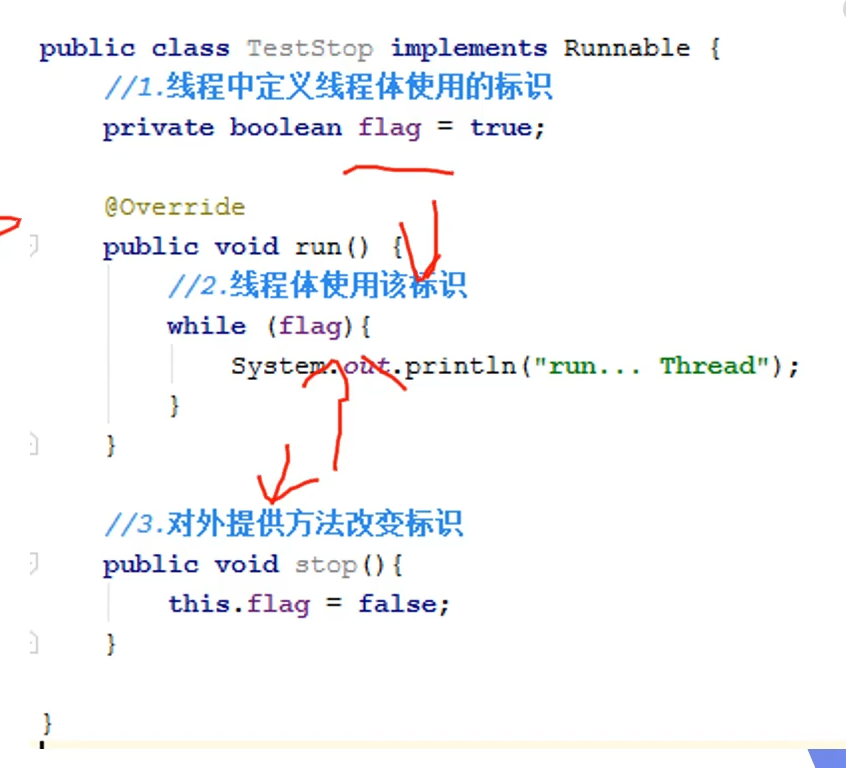 public class TestStop implements Runnable {
//1.线程中定义线程体使用的标识
private boolean flag = true;
@Override
public void run() {
//2.线程体使用该标识
while (flag){
System.out.println("run... Thread");
}
}
//3.对外提供方法改变标识
public void stop(){
this.flag = false;
}
}